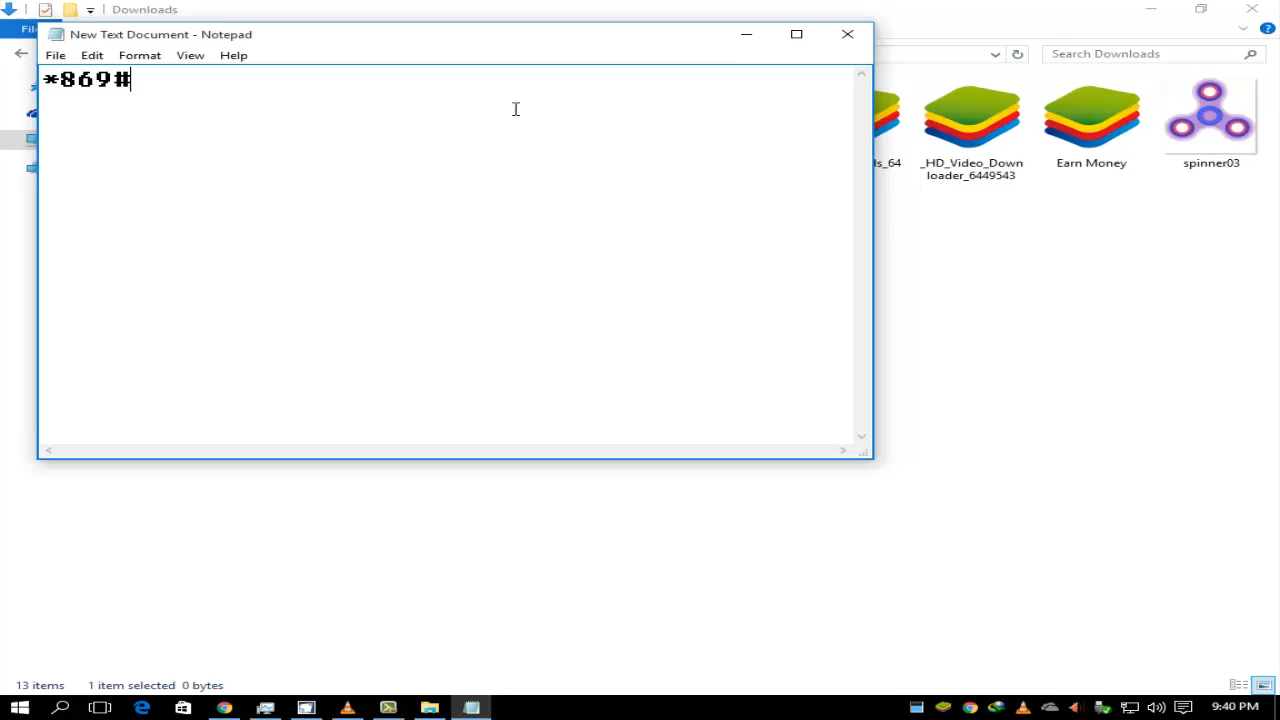 Downloads
Fil
New Text Document - Notepad
File Edit Format View Help
*869#
Search Downloads
ls_64
_HD_Video_Down
loader_6449543
Earn Money
spinner03
13 items 1 item selected 0 bytes
9:40 PM